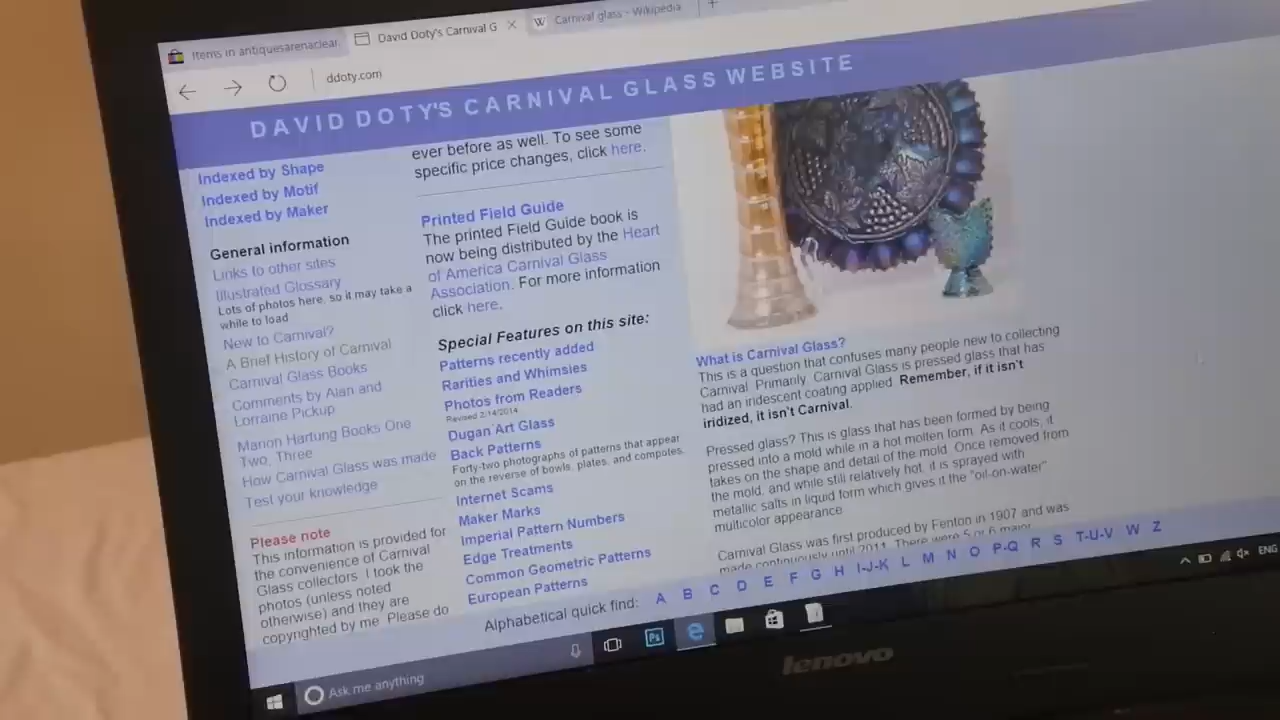 Items in antiquesarenaclear
David Doty's Carnival G
Carnival glass - Wikipedia
ddoty.com
DAVID DOTY'S CARNIVAL GLASS WEBSITE
Indexed by Shape
Indexed by Motif
Indexed by Maker
General information
Links to other sites
Illustrated Glossary
Lots of photos here, so it may take a
while to load
New to Carnival?
A Brief History of Carnival
Carnival Glass Books
Comments by Alan and
Lorraine Pickup
Marion Hartung Books One
Two, Three
How Carnival Glass was made
Test your knowledge
Please note
This information is provided for
the convenience of Carnival
Glass collectors. I took the
photos (unless noted
otherwise) and they are
copyrighted by me. Please do
ever before as well. To see some
specific price changes, click here.
Printed Field Guide
The printed Field Guide book is
now being distributed by the Heart
of America Carnival Glass
Association. For more information
click here.
Special Features on this site:
Patterns recently added
Rarities and Whimsies
Photos from Readers
Revised 2/14/2014
Dugan Art Glass
Back Patterns
Forty-two photographs of patterns that appear
on the reverse of bowls, plates, and compotes.
Internet Scams
Maker Marks
Imperial Pattern Numbers
Edge Treatments
Common Geometric Patterns
European Patterns
What is Carnival Glass?
This is a question that confuses many people new to collecting
Carnival. Primarily, Carnival Glass is pressed glass that has
had an iridescent coating applied. Remember, if it isn't
iridized, it isn't Carnival.
Pressed glass? This is glass that has been formed by being
pressed into a mold while in a hot molten form. As it cools, it
takes on the shape and detail of the mold. Once removed from
the mold, and while still relatively hot, it is sprayed with
metallic salts in liquid form which gives it the "oil-on-water"
multicolor appearance
Carnival Glass was first produced by Fenton in 1907 and was
made continuously until 2011. There were 5 or 6 major
Alphabetical quick find: A B C D E F G H I-J-K L M N O P-Q R S T-U-V W Z
Ask me anything
Ps
ENG
lenovo